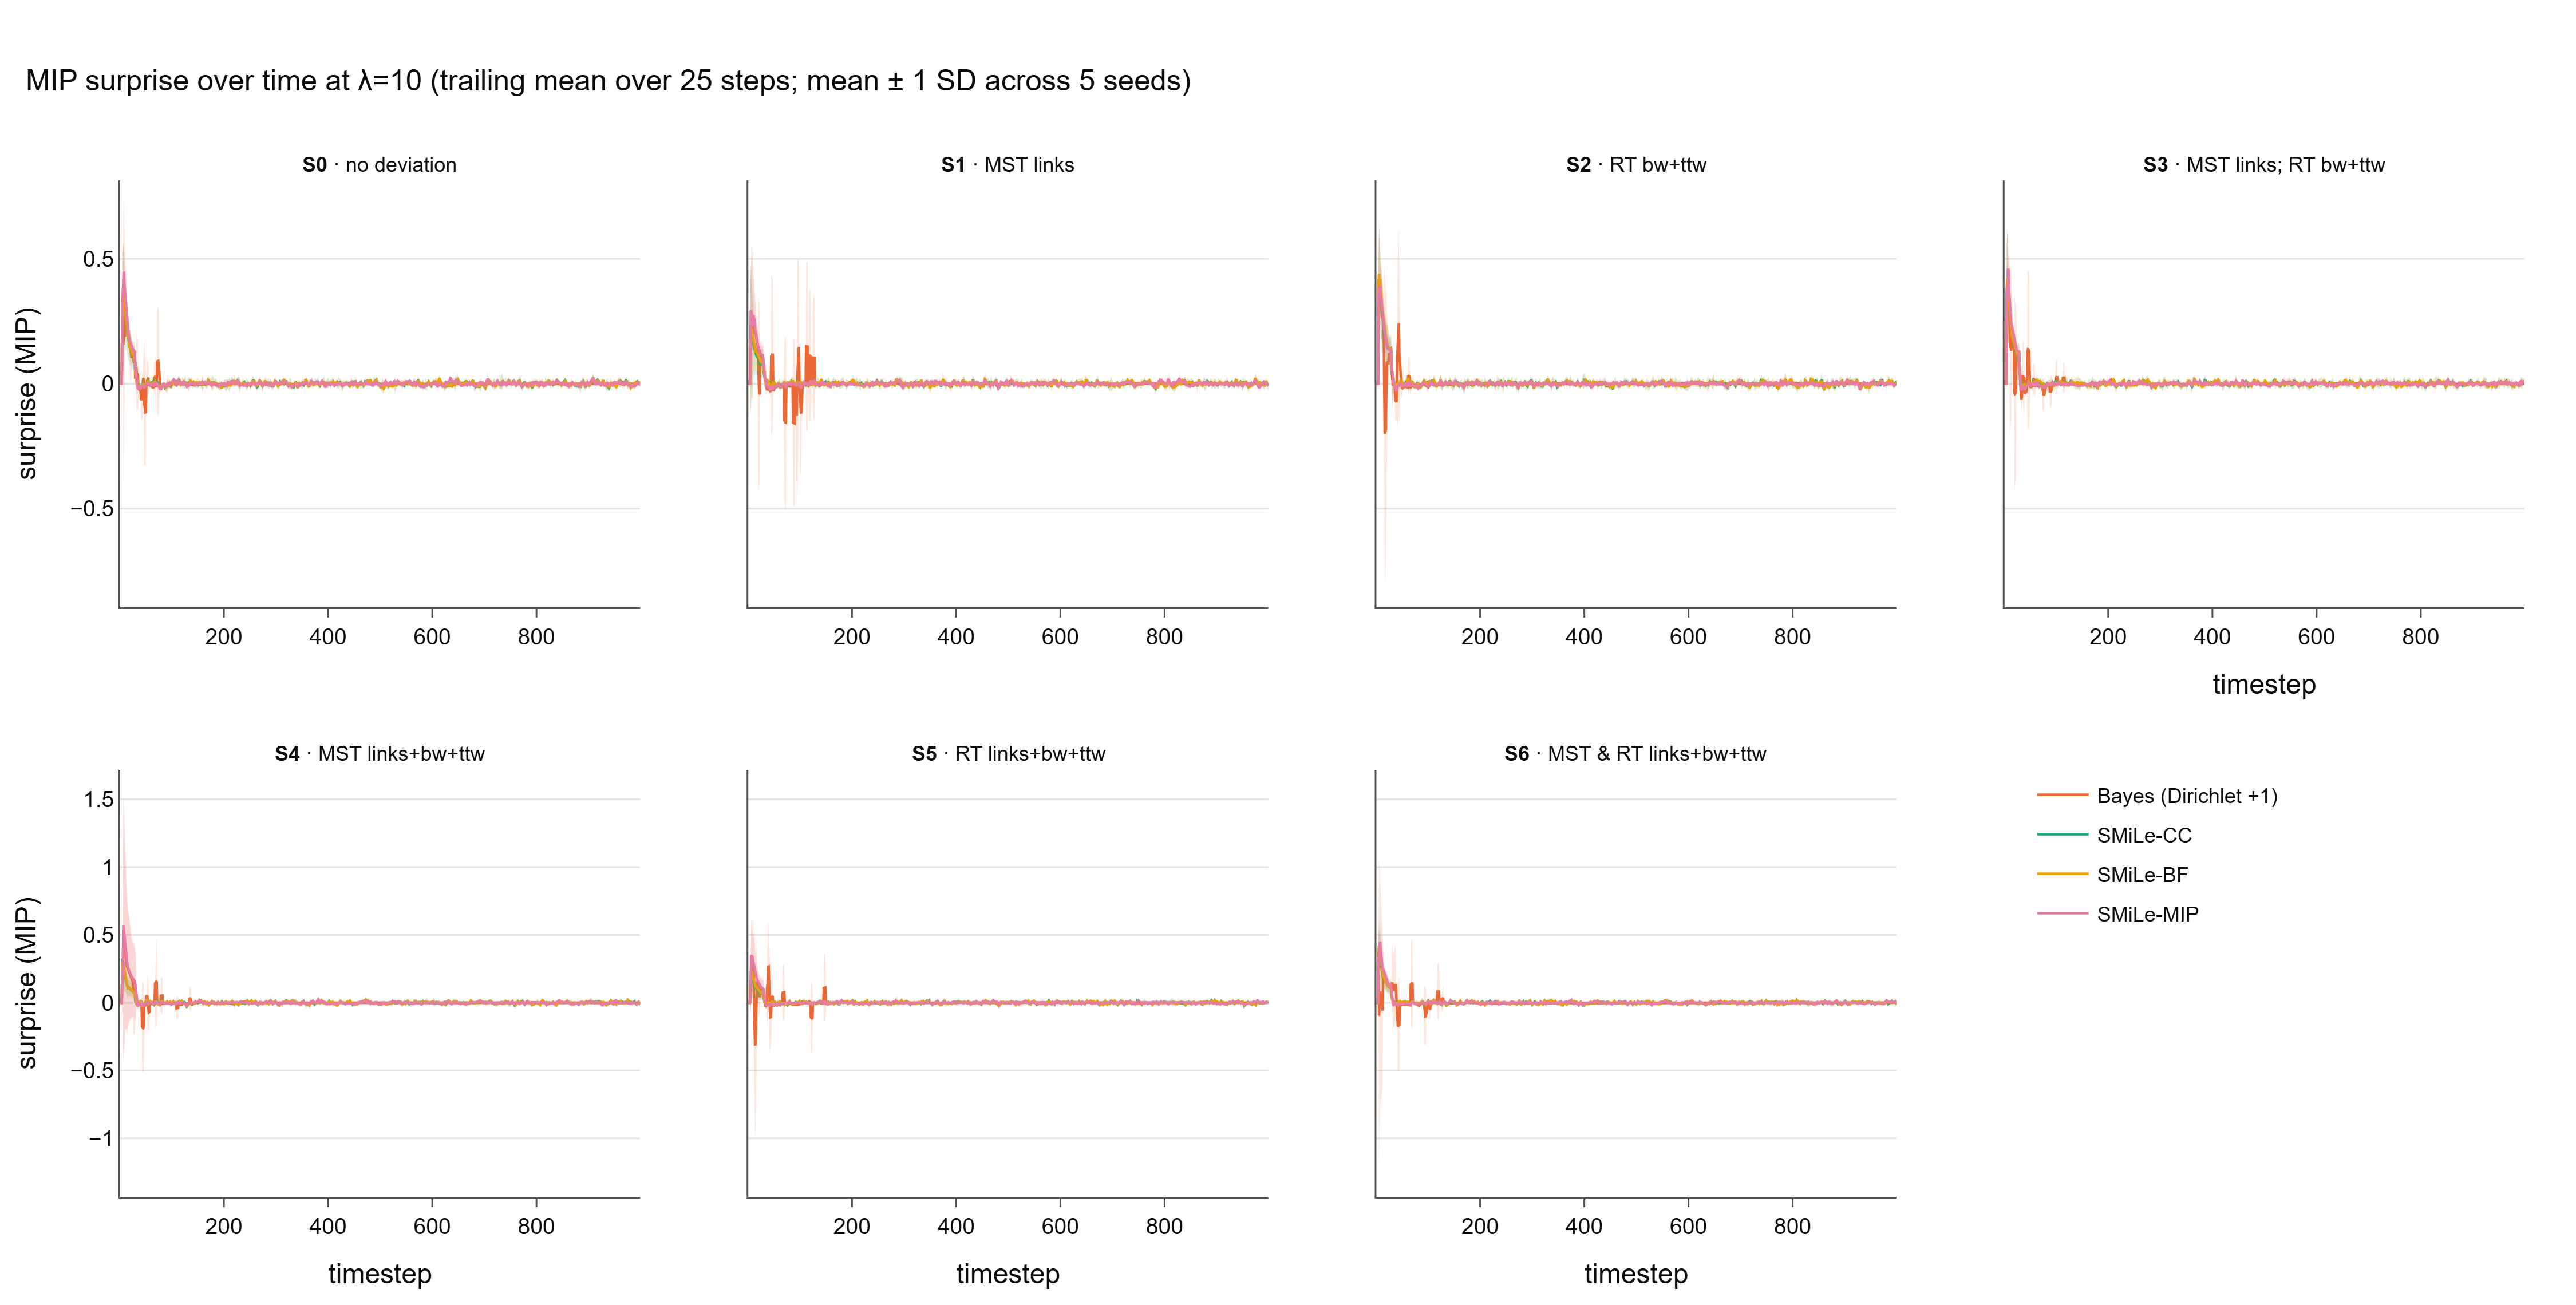 MIP surprise over time at λ=10 (trailing mean over 25 steps; mean ± 1 SD across 5 seeds)
S0 · no deviation
S1 · MST links
S2 · RT bw+ttw
S3 · MST links; RT bw+ttw
surprise (MIP)
0.5
0
−0.5
200 400 600 800
200 400 600 800
200 400 600 800
200 400 600 800
timestep
S4 · MST links+bw+ttw
S5 · RT links+bw+ttw
S6 · MST & RT links+bw+ttw
surprise (MIP)
1.5
1
0.5
0
−0.5
−1
200 400 600 800
200 400 600 800
200 400 600 800
timestep
timestep
timestep
Bayes (Dirichlet +1)
SMiLe-CC
SMiLe-BF
SMiLe-MIP